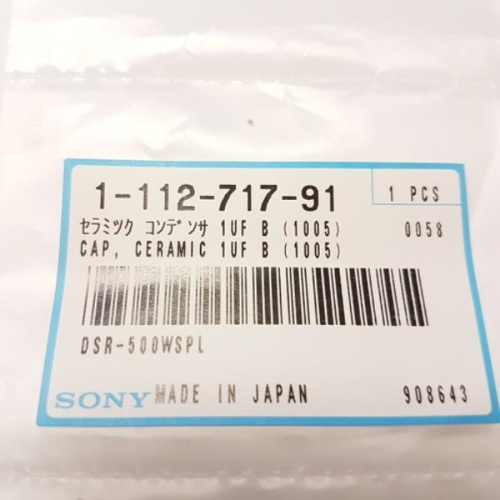 1-112-717-91 1 PCS
セラミツク コンデンサ 1UF B (1005) 0058
CAP, CERAMIC 1UF B (1005)
DSR-500WSPL
SONY MADE IN JAPAN 908643